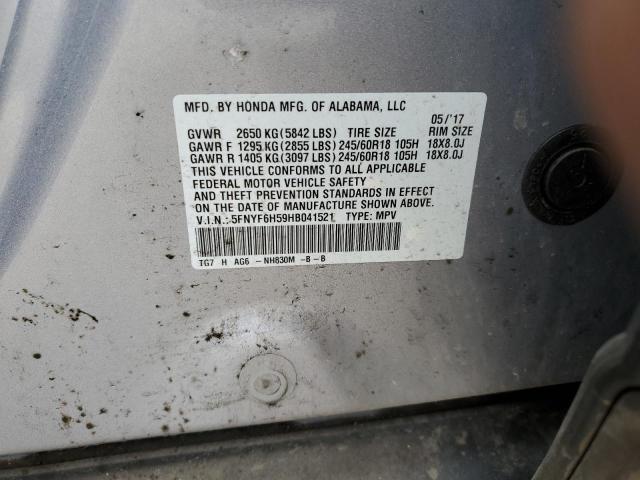 MFD. BY HONDA MFG. OF ALABAMA, LLC
05/'17
GVWR 2650 KG (5842 LBS) TIRE SIZE RIM SIZE
GAWR F 1295 KG (2855 LBS) 245/60R18 105H 18X8.0J
GAWR R 1405 KG (3097 LBS) 245/60R18 105H 18X8.0J
THIS VEHICLE CONFORMS TO ALL APPLICABLE
FEDERAL MOTOR VEHICLE SAFETY
AND THEFT PREVENTION STANDARDS IN EFFECT
ON THE DATE OF MANUFACTURE SHOWN ABOVE.
V.I.N.: 5FNYF6H59HB041521 TYPE: MPV
TG7 H AG6 - NH830M -B - B